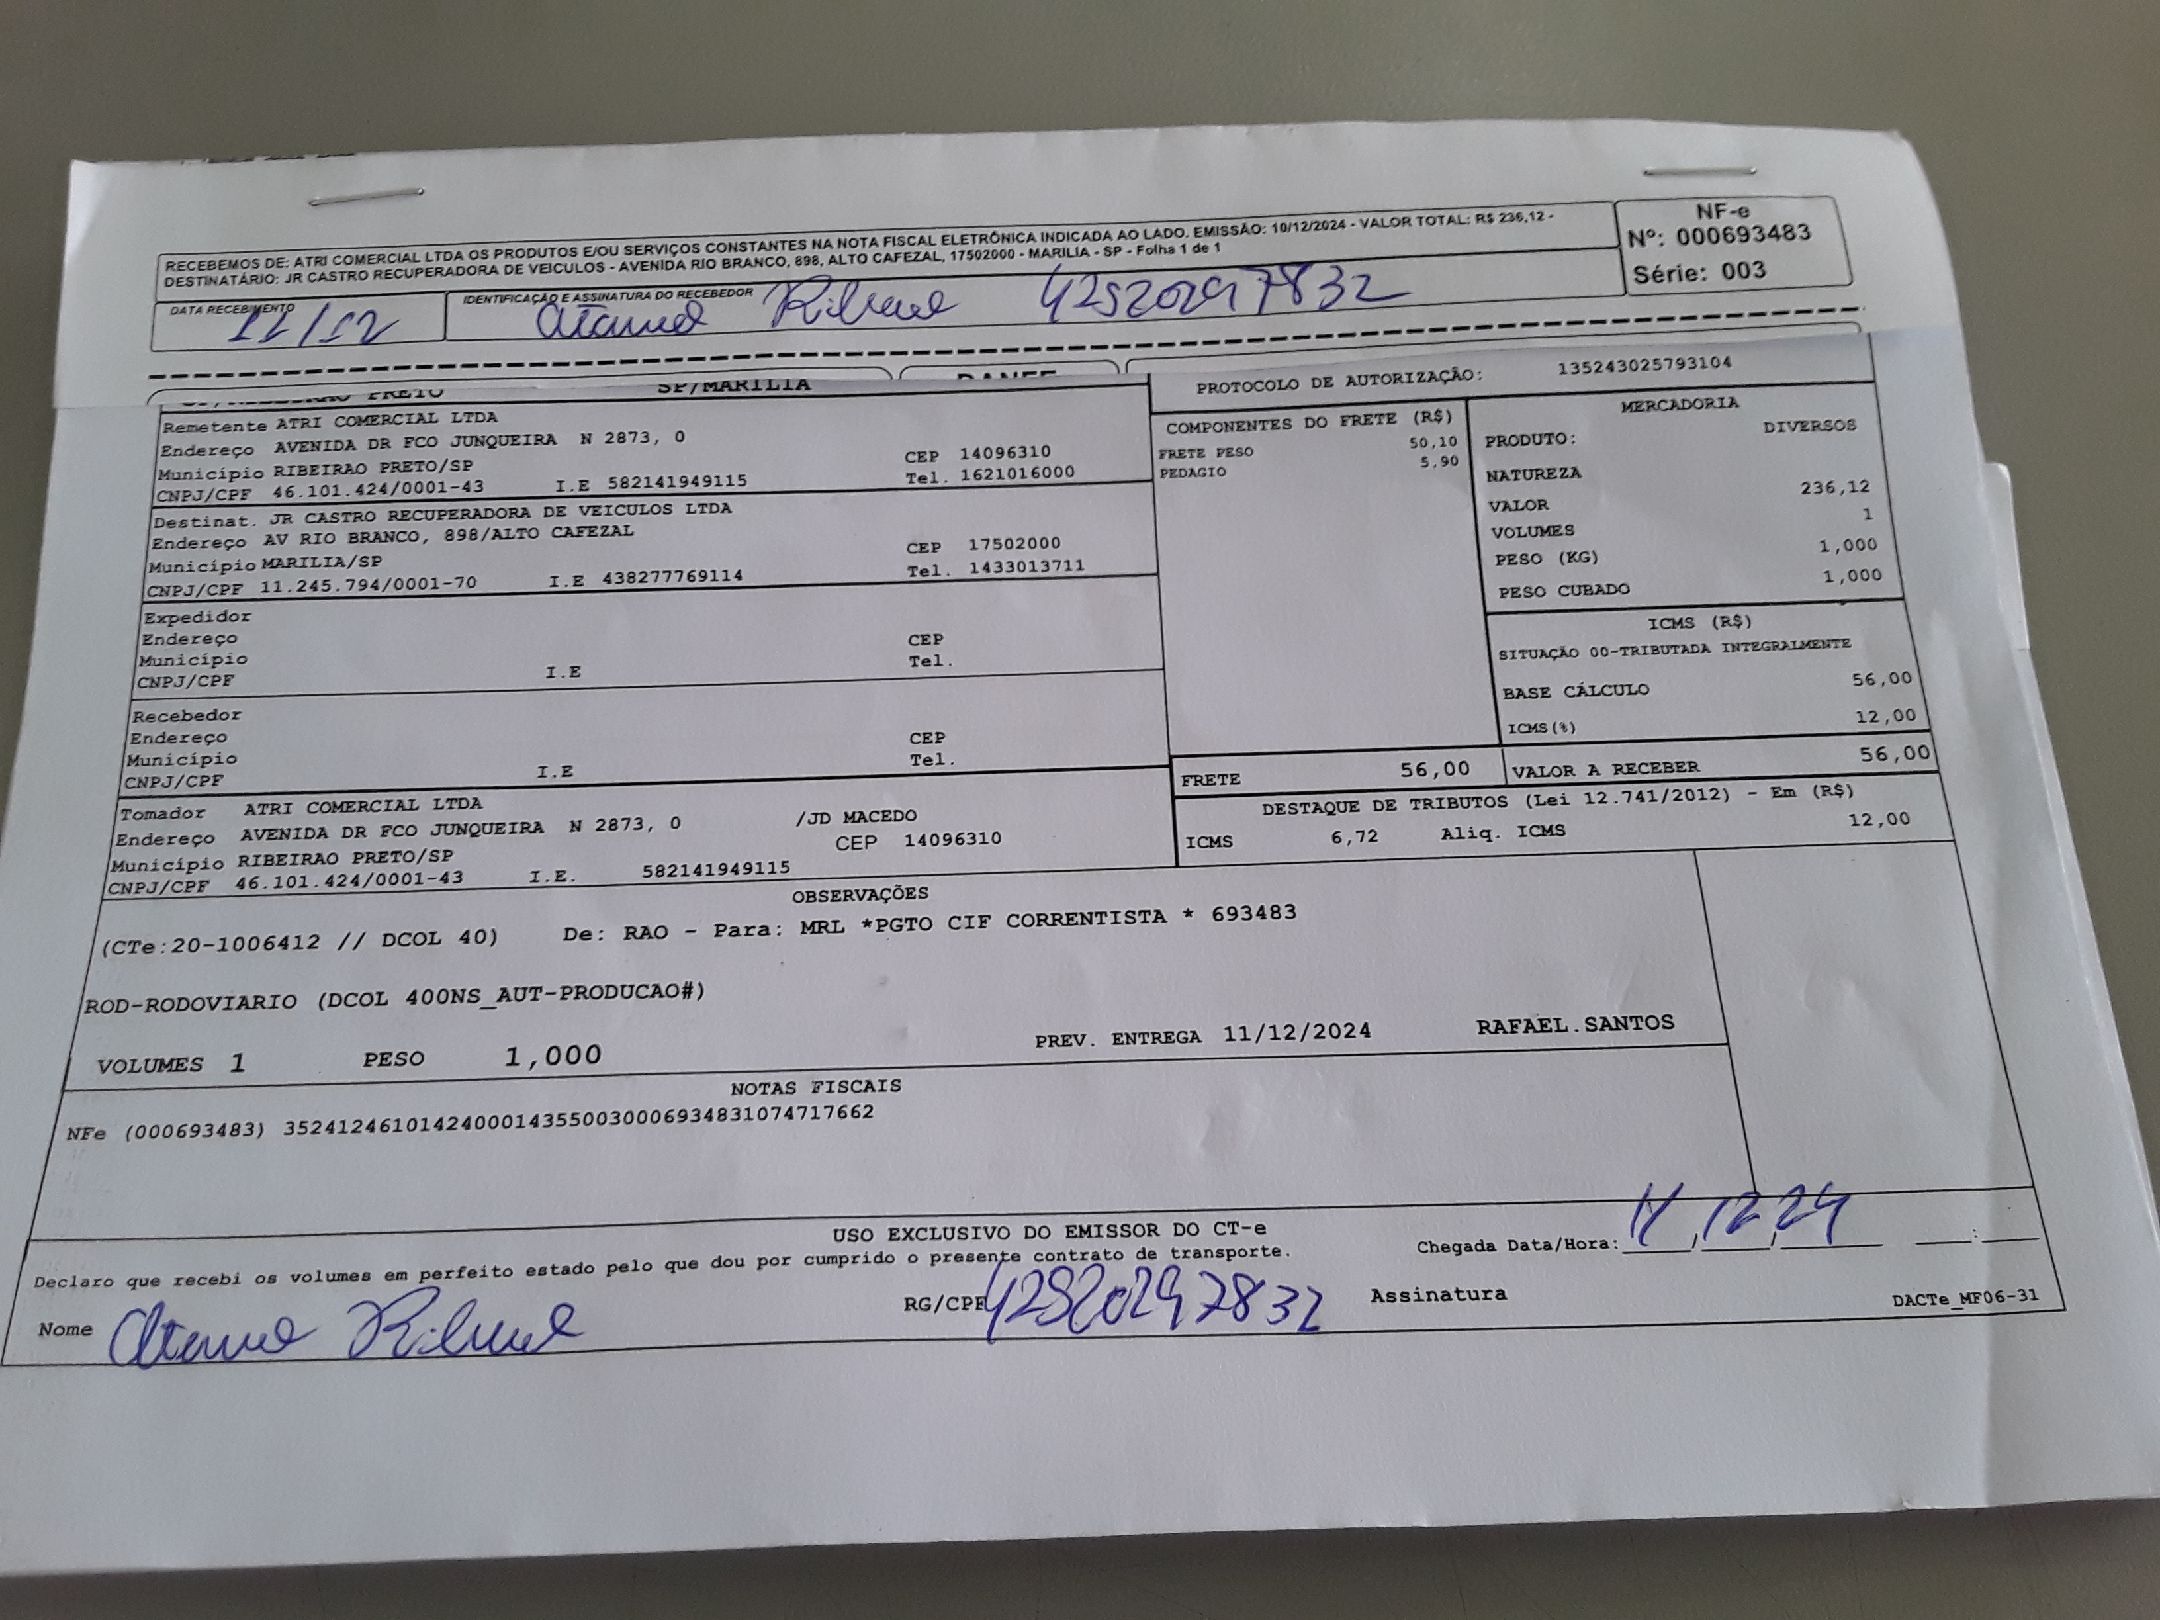 RECEBEMOS DE: ATRI COMERCIAL LTDA OS PRODUTOS E/OU SERVIÇOS CONSTANTES NA NOTA FISCAL ELETRÔNICA INDICADA AO LADO. EMISSÃO: 10/12/2024 - VALOR TOTAL: R$ 236,12 -
DESTINATÁRIO: JR CASTRO RECUPERADORA DE VEICULOS - AVENIDA RIO BRANCO, 898, ALTO CAFEZAL, 17502000 - MARILIA - SP - Folha 1 de 1
NF-e
Nº: 000693483
Série: 003
DATA RECEBIMENTO
IDENTIFICAÇÃO E ASSINATURA DO RECEBEDOR
11/12
42520297832
SP/MARILIA
PROTOCOLO DE AUTORIZAÇÃO: 135243025793104
Remetente ATRI COMERCIAL LTDA
Endereço AVENIDA DR FCO JUNQUEIRA N 2873, 0
Município RIBEIRAO PRETO/SP CEP 14096310
CNPJ/CPF 46.101.424/0001-43 I.E 582141949115 Tel. 1621016000
Destinat. JR CASTRO RECUPERADORA DE VEICULOS LTDA
Endereço AV RIO BRANCO, 898/ALTO CAFEZAL
Município MARILIA/SP CEP 17502000
CNPJ/CPF 11.245.794/0001-70 I.E 438277769114 Tel. 1433013711
Expedidor
Endereço
Município CEP
CNPJ/CPF I.E Tel.
Recebedor
Endereço
Município CEP
CNPJ/CPF I.E Tel.
Tomador ATRI COMERCIAL LTDA
Endereço AVENIDA DR FCO JUNQUEIRA N 2873, 0 /JD MACEDO
Município RIBEIRAO PRETO/SP CEP 14096310
CNPJ/CPF 46.101.424/0001-43 I.E. 582141949115
COMPONENTES DO FRETE (R$)
FRETE PESO 50,10
PEDAGIO 5,90
MERCADORIA
PRODUTO: DIVERSOS
NATUREZA
VALOR 236,12
VOLUMES 1
PESO (KG) 1,000
PESO CUBADO 1,000
ICMS (R$)
SITUAÇÃO 00-TRIBUTADA INTEGRALMENTE
BASE CÁLCULO 56,00
ICMS(%) 12,00
FRETE 56,00 VALOR A RECEBER 56,00
DESTAQUE DE TRIBUTOS (Lei 12.741/2012) - Em (R$)
ICMS 6,72 Aliq. ICMS 12,00
OBSERVAÇÕES
(CTe:20-1006412 // DCOL 40) De: RAO - Para: MRL *PGTO CIF CORRENTISTA * 693483
ROD-RODOVIARIO (DCOL 400NS_AUT-PRODUCAO#)
VOLUMES 1 PESO 1,000 PREV. ENTREGA 11/12/2024 RAFAEL.SANTOS
NOTAS FISCAIS
NFe (000693483) 35241246101424000143550030006934831074717662
USO EXCLUSIVO DO EMISSOR DO CT-e
Declaro que recebi os volumes em perfeito estado pelo que dou por cumprido o presente contrato de transporte.
Chegada Data/Hora: 11 12 24
Nome
RG/CPF 42520297832
Assinatura
DACTe_MF06-31